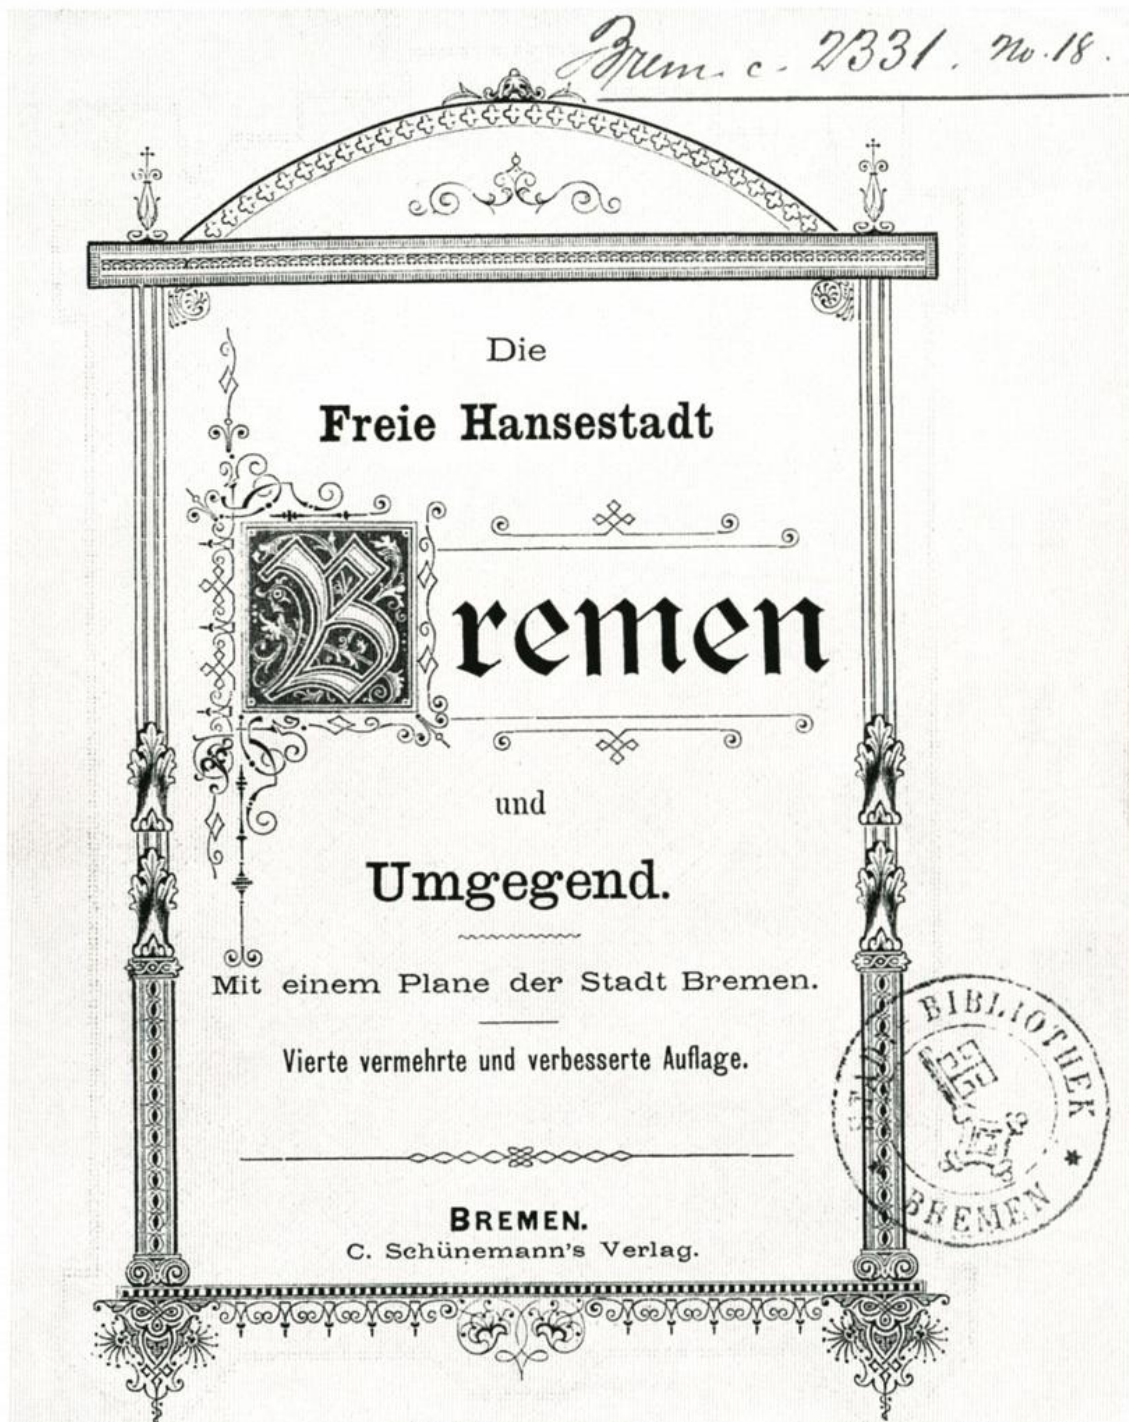 Brem. c. 2331. No. 18.
Die
Freie Hansestadt
Bremen
und
Umgegend.
Mit einem Plane der Stadt Bremen.
Vierte vermehrte und verbesserte Auflage.
BREMEN.
C. Schünemann's Verlag.
STADT BIBLIOTHEK
* BREMEN *